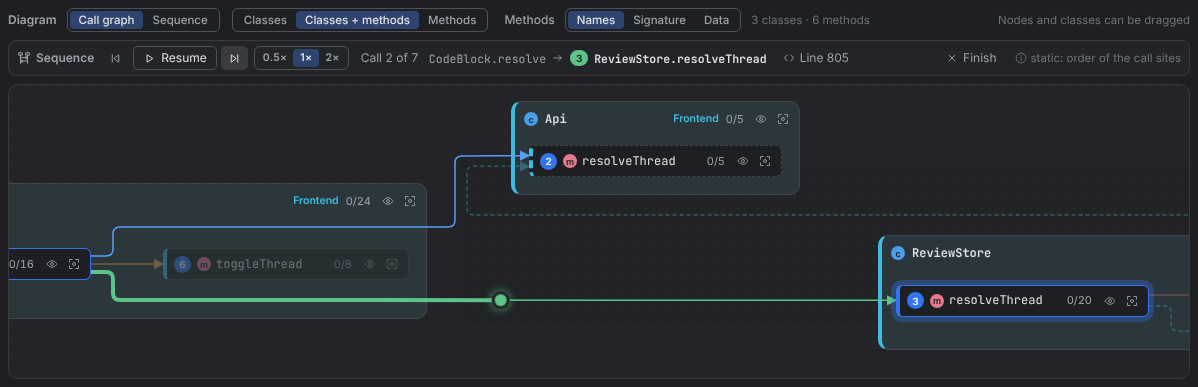 Diagram Call graph Sequence Classes Classes + methods Methods Methods Names Signature Data 3 classes · 6 methods Nodes and classes can be dragged
Sequence Resume 0.5× 1× 2× Call 2 of 7 CodeBlock.resolve → 3 ReviewStore.resolveThread <> Line 805 × Finish static: order of the call sites
c Api Frontend 0/5
2 m resolveThread 0/5
Frontend 0/24
0/16 6 m toggleThread 0/8
c ReviewStore
3 m resolveThread 0/20